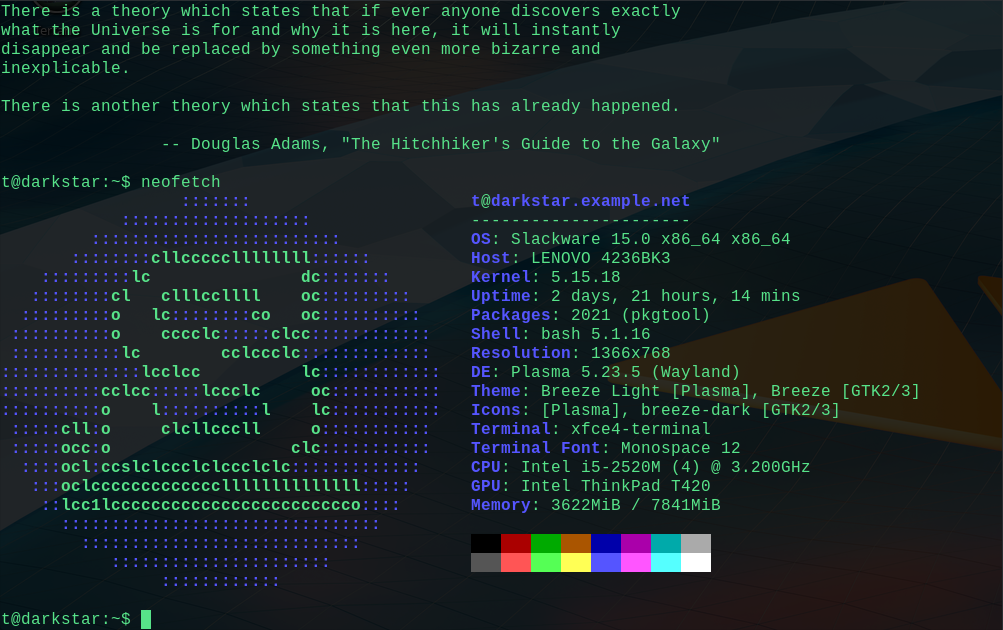 There is a theory which states that if ever anyone discovers exactly
what the Universe is for and why it is here, it will instantly
disappear and be replaced by something even more bizarre and
inexplicable.
There is another theory which states that this has already happened.
-- Douglas Adams, "The Hitchhiker's Guide to the Galaxy"
t@darkstar:~$ neofetch
t@darkstar.example.net
----------------------
OS: Slackware 15.0 x86_64 x86_64
Host: LENOVO 4236BK3
Kernel: 5.15.18
Uptime: 2 days, 21 hours, 14 mins
Packages: 2021 (pkgtool)
Shell: bash 5.1.16
Resolution: 1366x768
DE: Plasma 5.23.5 (Wayland)
Theme: Breeze Light [Plasma], Breeze [GTK2/3]
Icons: [Plasma], breeze-dark [GTK2/3]
Terminal: xfce4-terminal
Terminal Font: Monospace 12
CPU: Intel i5-2520M (4) @ 3.200GHz
GPU: Intel ThinkPad T420
Memory: 3622MiB / 7841MiB
t@darkstar:~$